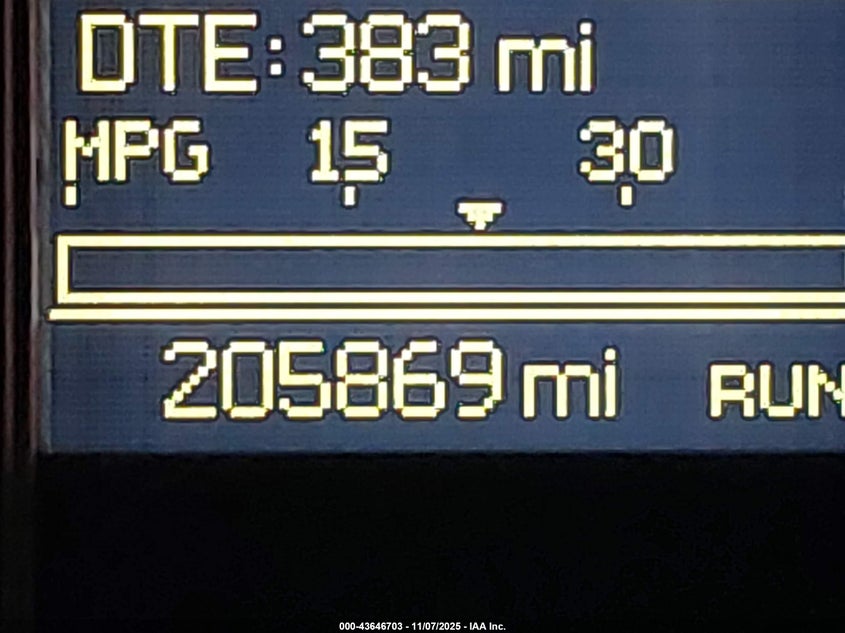 DTE: 383 mi
MPG 15 30
205869 mi RUN
000-43646703 - 11/07/2025 - IAA Inc.